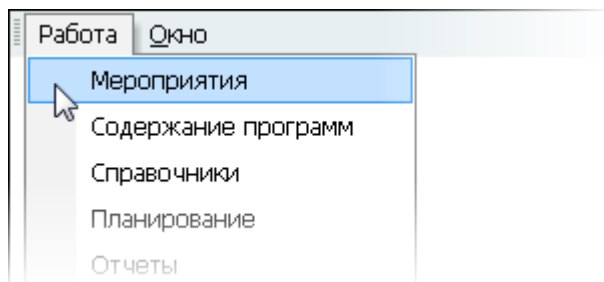 Работа Окно
Мероприятия
Содержание программ
Справочники
Планирование
Отчеты